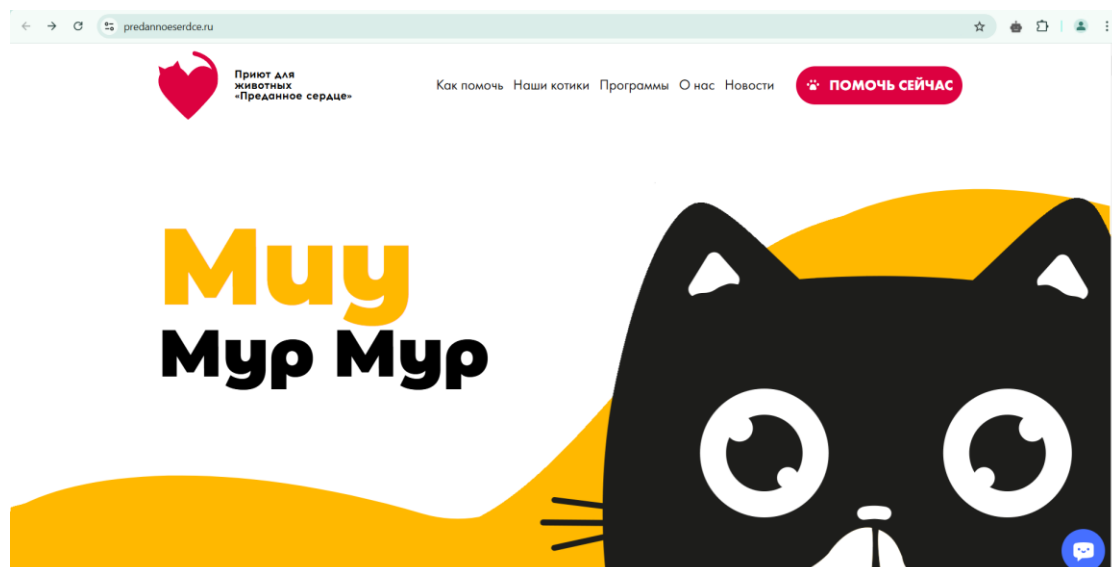 predannoeserdce.ru
Приют для
животных
«Преданное сердце»
Как помочь Наши котики Программы О нас Новости
ПОМОЧЬ СЕЙЧАС
Миу
Мур Мур